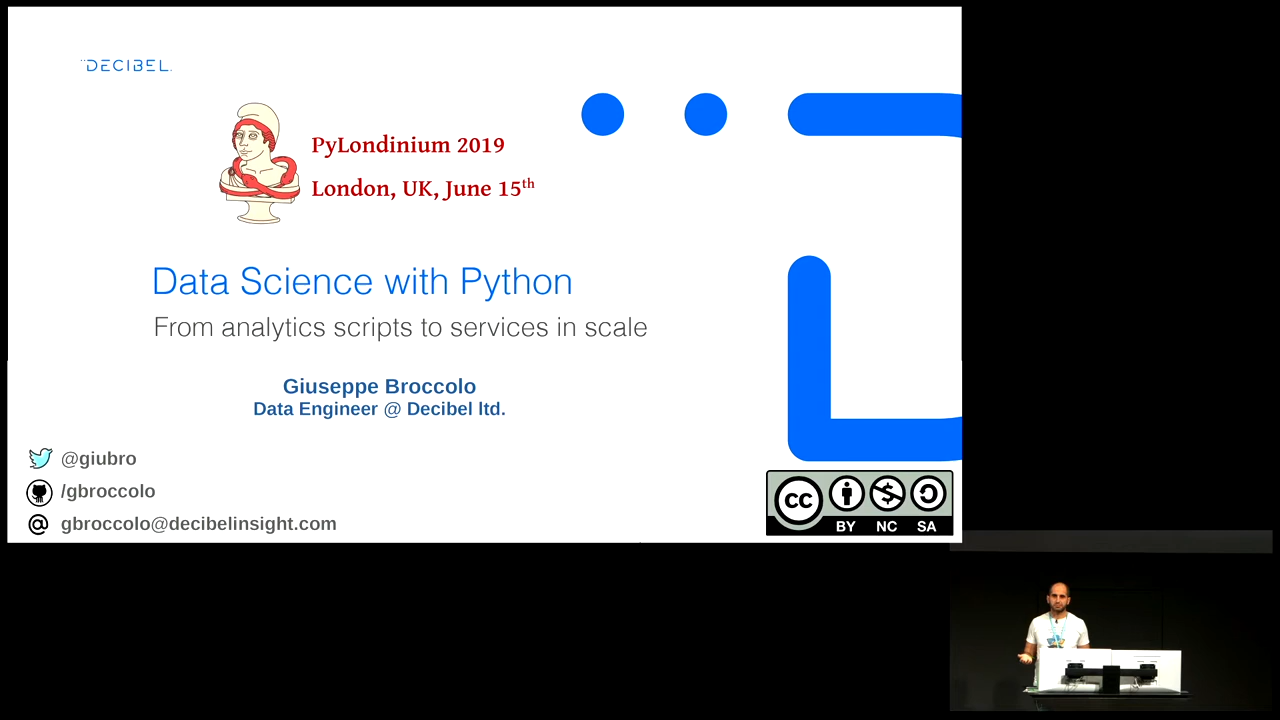 DECIBEL
PyLondinium 2019
London, UK, June 15th
Data Science with Python
From analytics scripts to services in scale
Giuseppe Broccolo
Data Engineer @ Decibel ltd.
@giubro
/gbroccolo
@ gbroccolo@decibelinsight.com
cc
BY NC SA